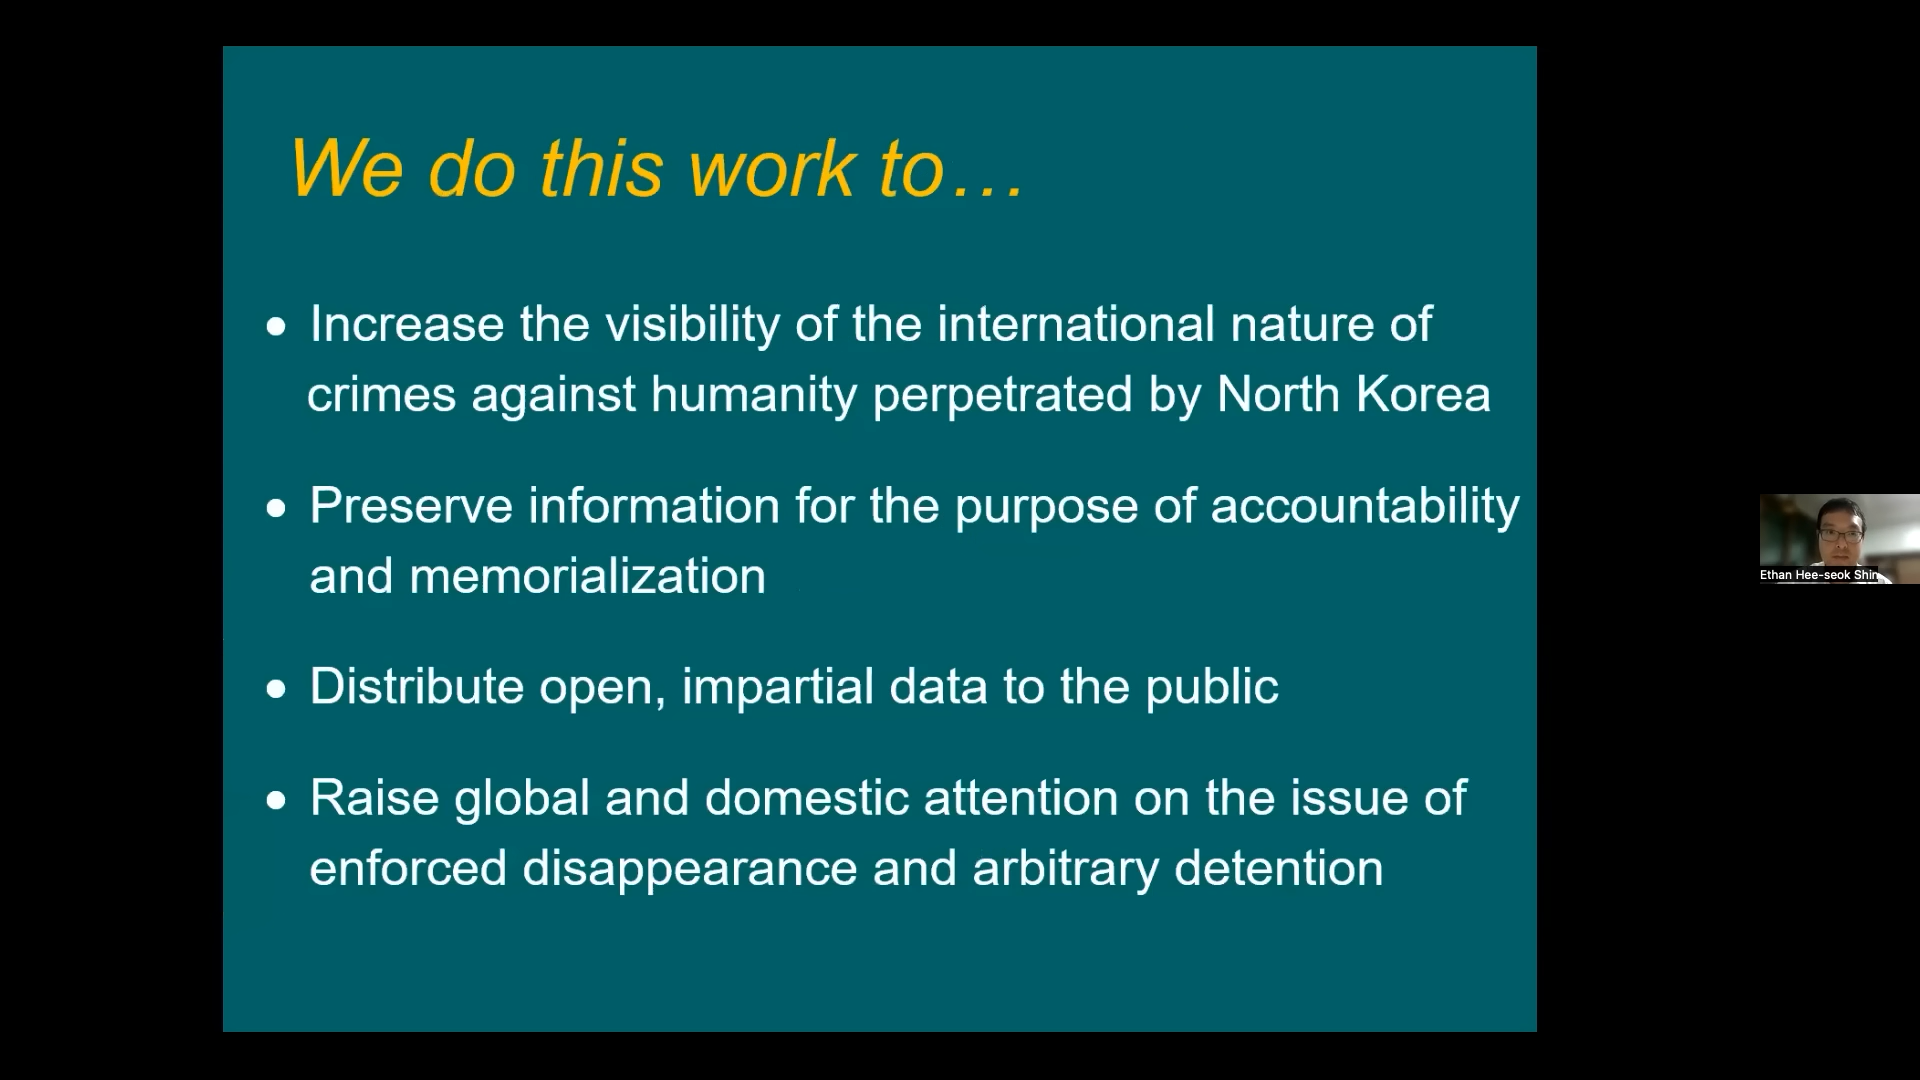 We do this work to…
• Increase the visibility of the international nature of
crimes against humanity perpetrated by North Korea
• Preserve information for the purpose of accountability
and memorialization
• Distribute open, impartial data to the public
• Raise global and domestic attention on the issue of
enforced disappearance and arbitrary detention
Ethan Hee-seok Shin